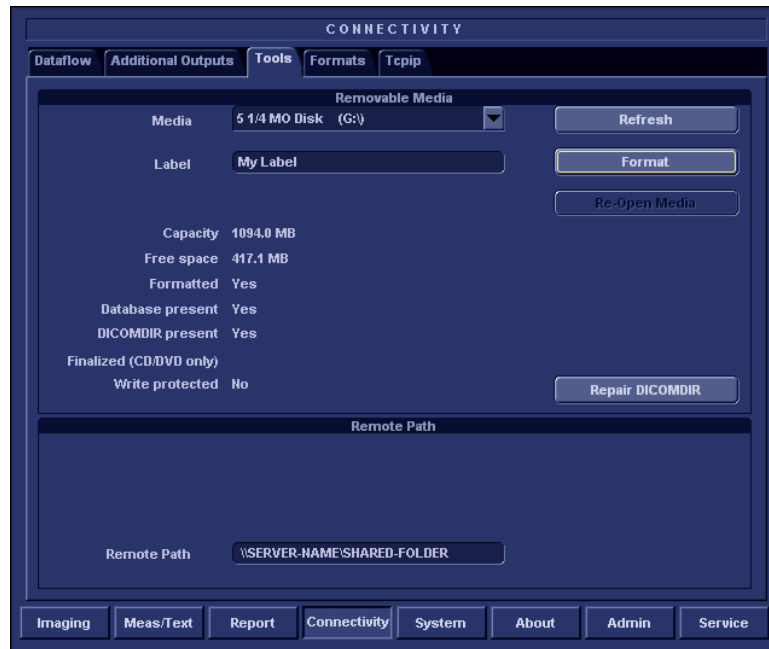 CONNECTIVITY
Dataflow Additional Outputs Tools Formats Tcpip
Removable Media
Media 5 1/4 MO Disk (G:\) Refresh
Label My Label Format
Re-Open Media
Capacity 1094.0 MB
Free space 417.1 MB
Formatted Yes
Database present Yes
DICOMDIR present Yes
Finalized (CD/DVD only)
Write protected No Repair DICOMDIR
Remote Path
Remote Path \\SERVER-NAME\SHARED-FOLDER
Imaging Meas/Text Report Connectivity System About Admin Service